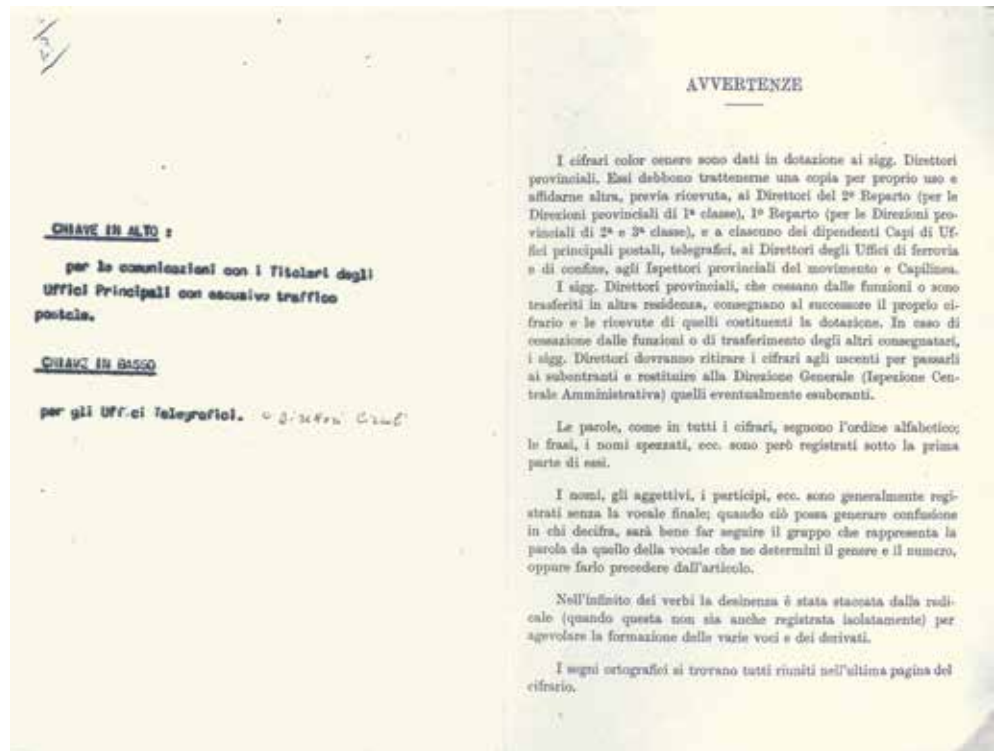 CHIAVE IN ALTO :
per le comunicazioni con i Titolari degli
Uffici Principali con escusivo traffico
postale.
CHIAVE IN BASSO
per gli Uffici Telegrafici. o
AVVERTENZE
I cifrari color cenere sono dati in dotazione ai sigg. Direttori
provinciali. Essi debbono trattenerne una copia per proprio uso e
affidarne altra, previa ricevuta, ai Direttori del 2º Reparto (per le
Direzioni provinciali di 1ª classe), 1º Reparto (per le Direzioni pro-
vinciali di 2ª e 3ª classe), e a ciascuno dei dipendenti Capi di Uf-
fici principali postali, telegrafici, ai Direttori degli Uffici di ferrovia
e di confine, agli Ispettori provinciali del movimento e Capilinea.
I sigg. Direttori provinciali, che cessano dalle funzioni o sono
trasferiti in altra residenza, consegnano al successore il proprio ci-
frario e le ricevute di quelli costituenti la dotazione. In caso di
cessazione dalle funzioni o di trasferimento degli altri consegnatari,
i sigg. Direttori dovranno ritirare i cifrari agli uscenti per passarli
ai subentranti e restituire alla Direzione Generale (Ispezione Cen-
trale Amministrativa) quelli eventualmente esuberanti.
Le parole, come in tutti i cifrari, seguono l'ordine alfabetico;
le frasi, i nomi spezzati, ecc. sono però registrati sotto la prima
parte di essi.
I nomi, gli aggettivi, i participi, ecc. sono generalmente regi-
strati senza la vocale finale; quando ciò possa generare confusione
in chi decifra, sarà bene far seguire il gruppo che rappresenta la
parola da quello della vocale che ne determini il genere e il numero,
oppure farlo precedere dall'articolo.
Nell'infinito dei verbi la desinenza è stata staccata dalla radi-
cale (quando questa non sia anche registrata isolatamente) per
agevolare la formazione delle varie voci e dei derivati.
I segni ortografici si trovano tutti riuniti nell'ultima pagina del
cifrario.